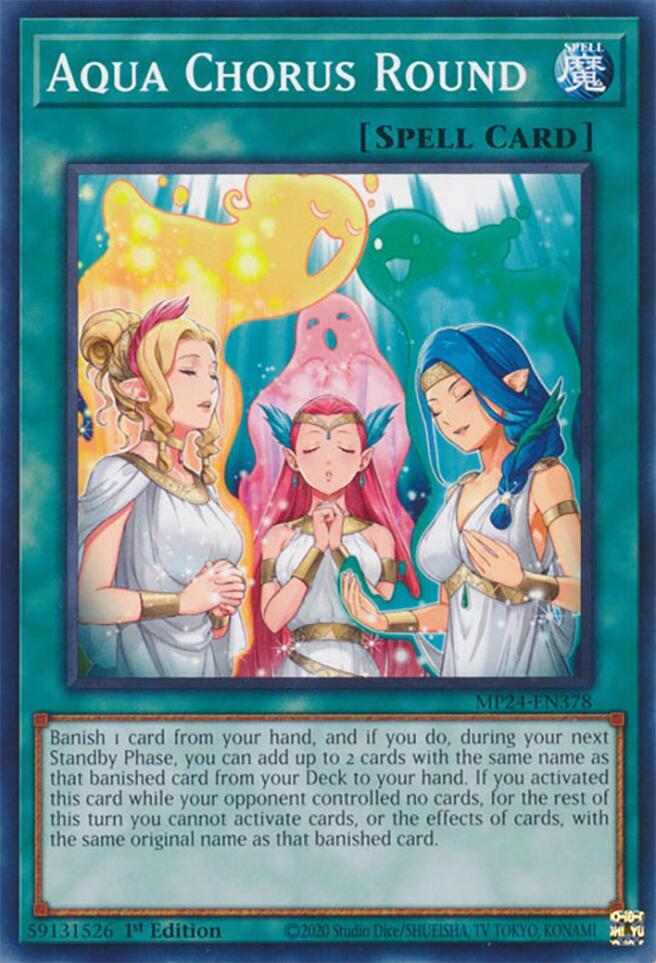 AQUA CHORUS ROUND
SPELL
魔
[SPELL CARD]
MP24-EN378
Banish 1 card from your hand, and if you do, during your next
Standby Phase, you can add up to 2 cards with the same name as
that banished card from your Deck to your hand. If you activated
this card while your opponent controlled no cards, for the rest of
this turn you cannot activate cards, or the effects of cards, with
the same original name as that banished card.
59131526 1st Edition ©2020 Studio Dice/SHUEISHA, TV TOKYO, KONAMI